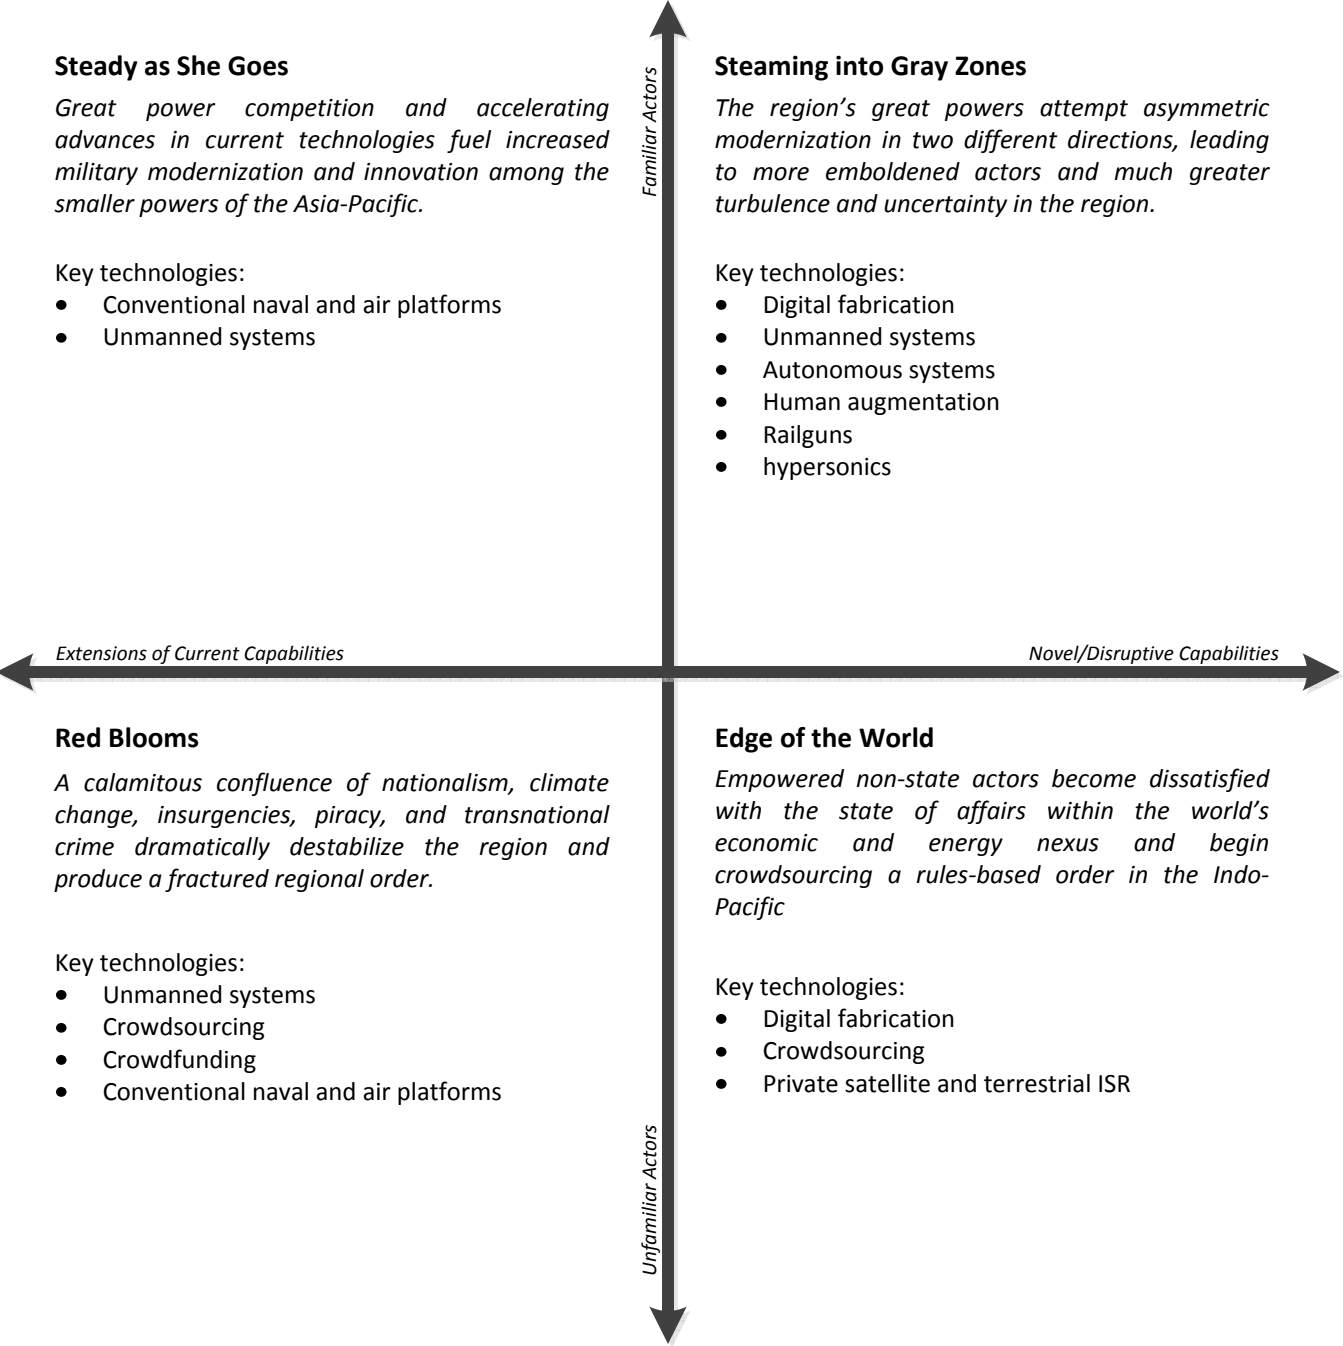 Steady as She Goes
Great power competition and accelerating
advances in current technologies fuel increased
military modernization and innovation among the
smaller powers of the Asia-Pacific.
Key technologies:
• Conventional naval and air platforms
• Unmanned systems
Familiar Actors
Steaming into Gray Zones
The region’s great powers attempt asymmetric
modernization in two different directions, leading
to more emboldened actors and much greater
turbulence and uncertainty in the region.
Key technologies:
• Digital fabrication
• Unmanned systems
• Autonomous systems
• Human augmentation
• Railguns
• hypersonics
Extensions of Current Capabilities
Novel/Disruptive Capabilities
Red Blooms
A calamitous confluence of nationalism, climate
change, insurgencies, piracy, and transnational
crime dramatically destabilize the region and
produce a fractured regional order.
Key technologies:
• Unmanned systems
• Crowdsourcing
• Crowdfunding
• Conventional naval and air platforms
Unfamiliar Actors
Edge of the World
Empowered non-state actors become dissatisfied
with the state of affairs within the world’s
economic and energy nexus and begin
crowdsourcing a rules-based order in the Indo-
Pacific
Key technologies:
• Digital fabrication
• Crowdsourcing
• Private satellite and terrestrial ISR